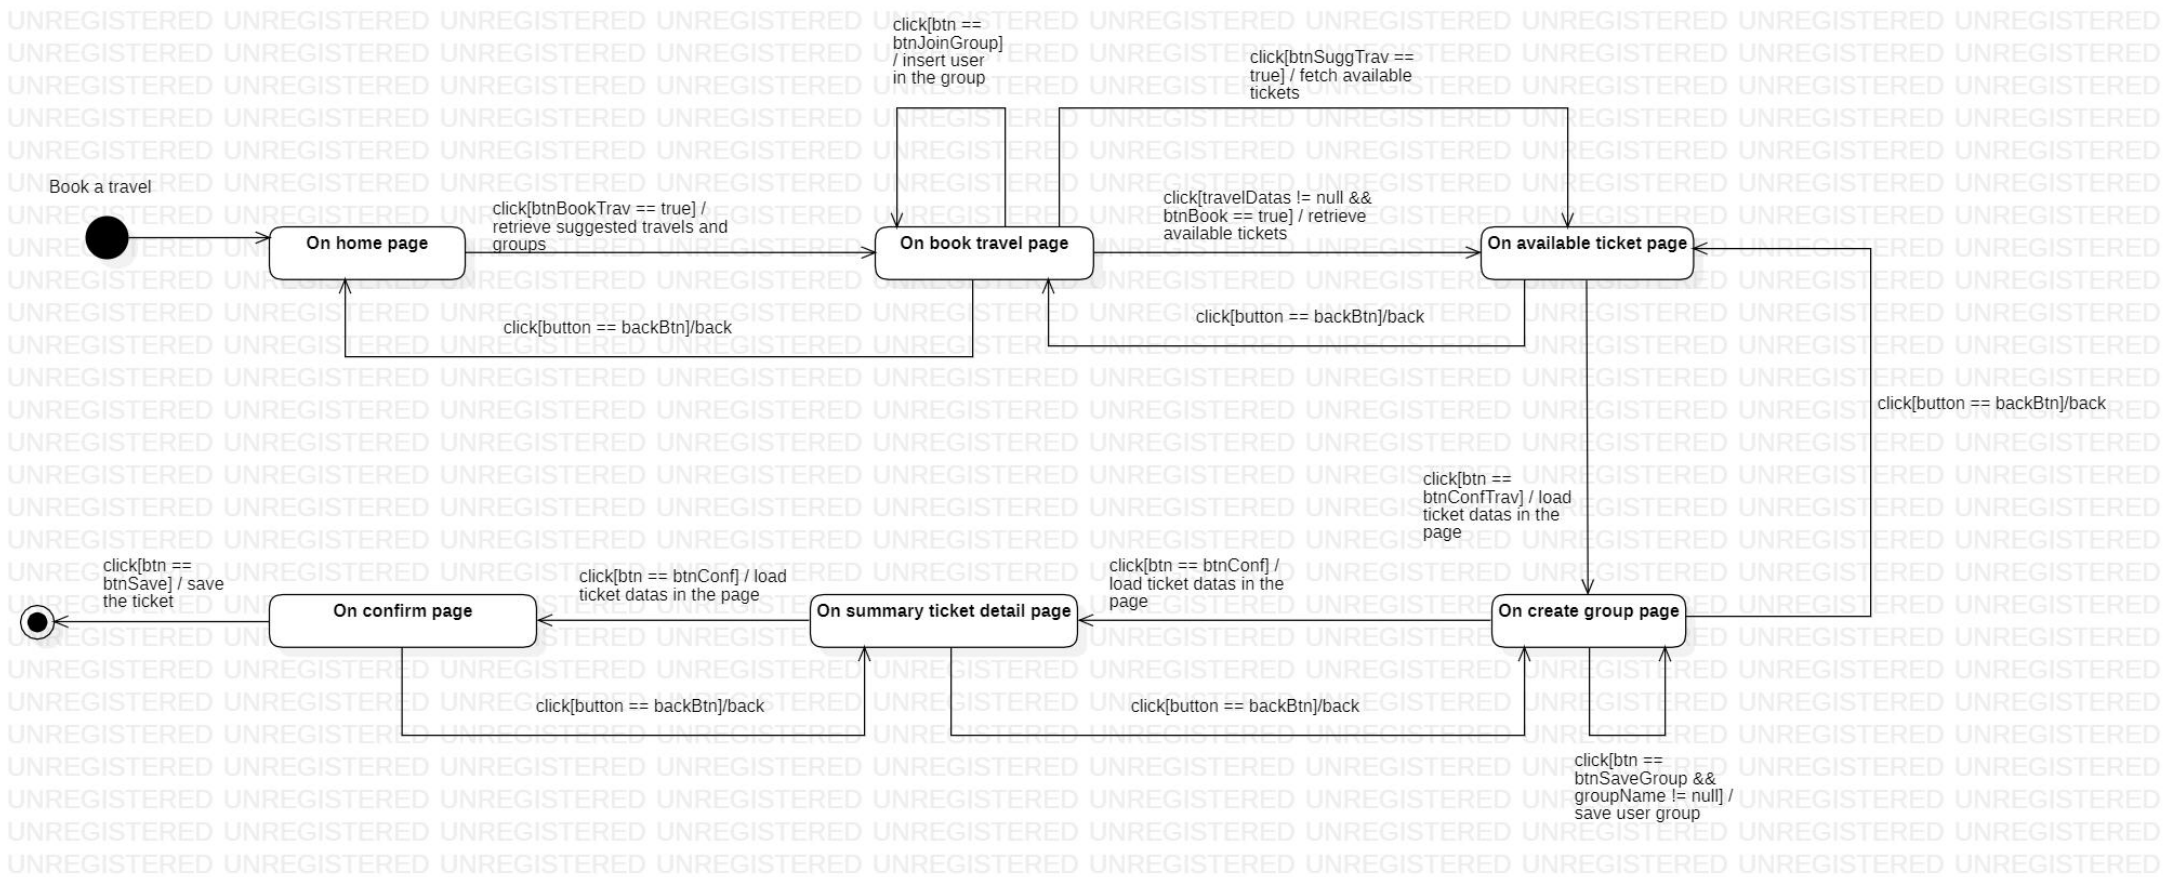 click[btn ==
btnJoinGroup]
/ insert user
in the group
click[btnSuggTrav ==
true] / fetch available
tickets
Book a travel
click[btnBookTrav == true] /
retrieve suggested travels and
groups
click[travelDatas != null &&
btnBook == true] / retrieve
available tickets
On home page
On book travel page
On available ticket page
click[button == backBtn]/back
click[button == backBtn]/back
click[button == backBtn]/back
click[btn ==
btnConfTrav] / load
ticket datas in the
page
click[btn ==
btnSave] / save
the ticket
click[btn == btnConf] / load
ticket datas in the page
click[btn == btnConf] /
load ticket datas in the
page
On confirm page
On summary ticket detail page
On create group page
click[button == backBtn]/back
click[button == backBtn]/back
click[btn ==
btnSaveGroup &&
groupName != null] /
save user group
UNREGISTERED